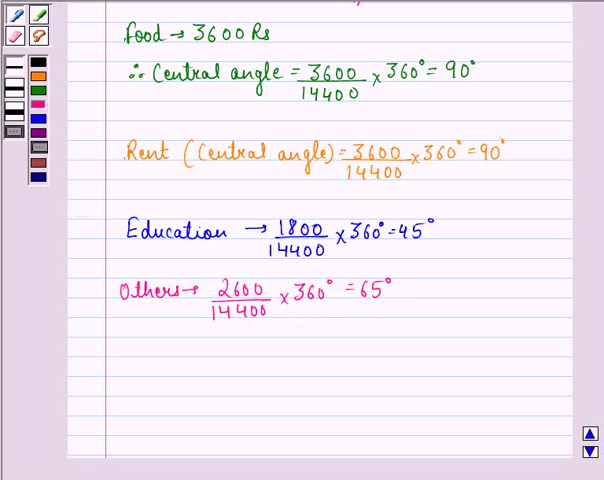 Food → 3600 Rs
∴ Central angle = 3600/14400 × 360° = 90°
Rent (Central angle) = 3600/14400 × 360° = 90°
Education → 1800/14400 × 360° = 45°
Others → 2600/14400 × 360° = 65°